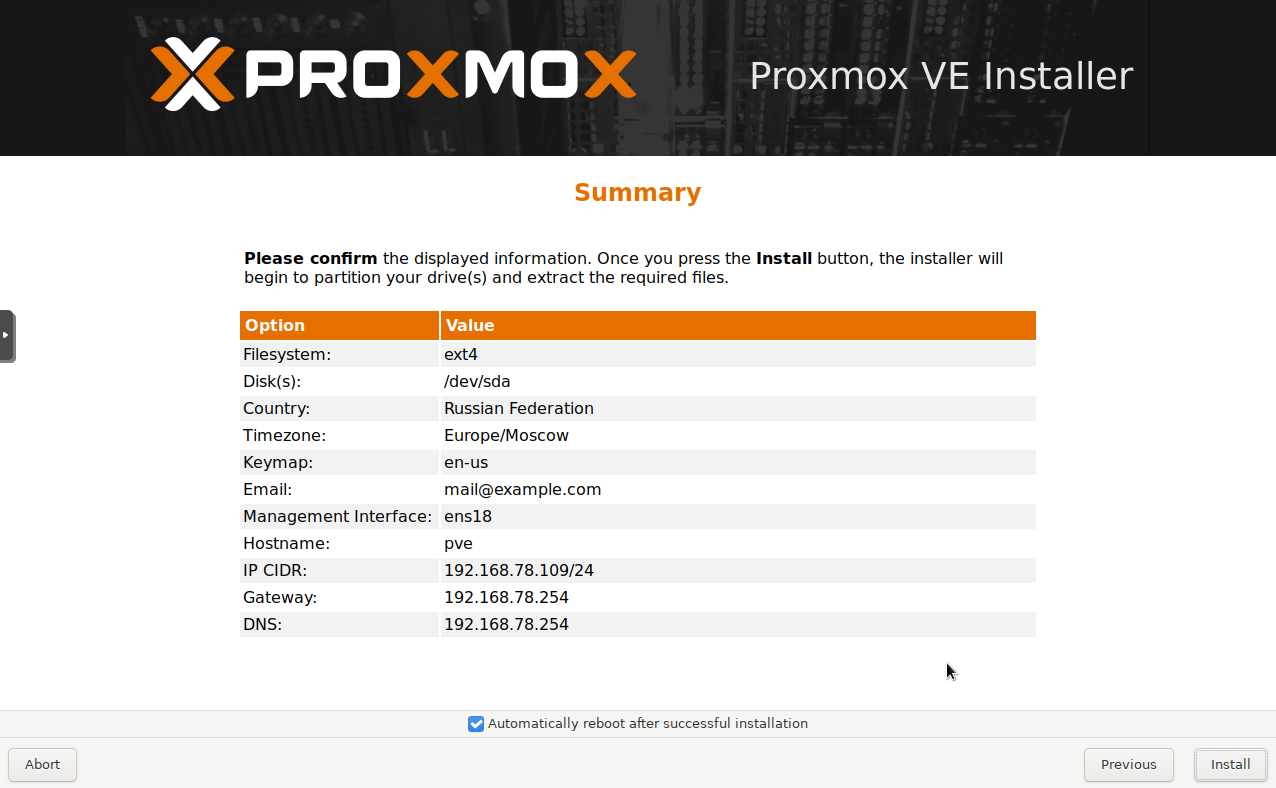 PROXMOX
Proxmox VE Installer
Summary
Please confirm the displayed information. Once you press the Install button, the installer will
begin to partition your drive(s) and extract the required files.
Option Value
Filesystem: ext4
Disk(s): /dev/sda
Country: Russian Federation
Timezone: Europe/Moscow
Keymap: en-us
Email: mail@example.com
Management Interface: ens18
Hostname: pve
IP CIDR: 192.168.78.109/24
Gateway: 192.168.78.254
DNS: 192.168.78.254
Automatically reboot after successful installation
Abort Previous Install